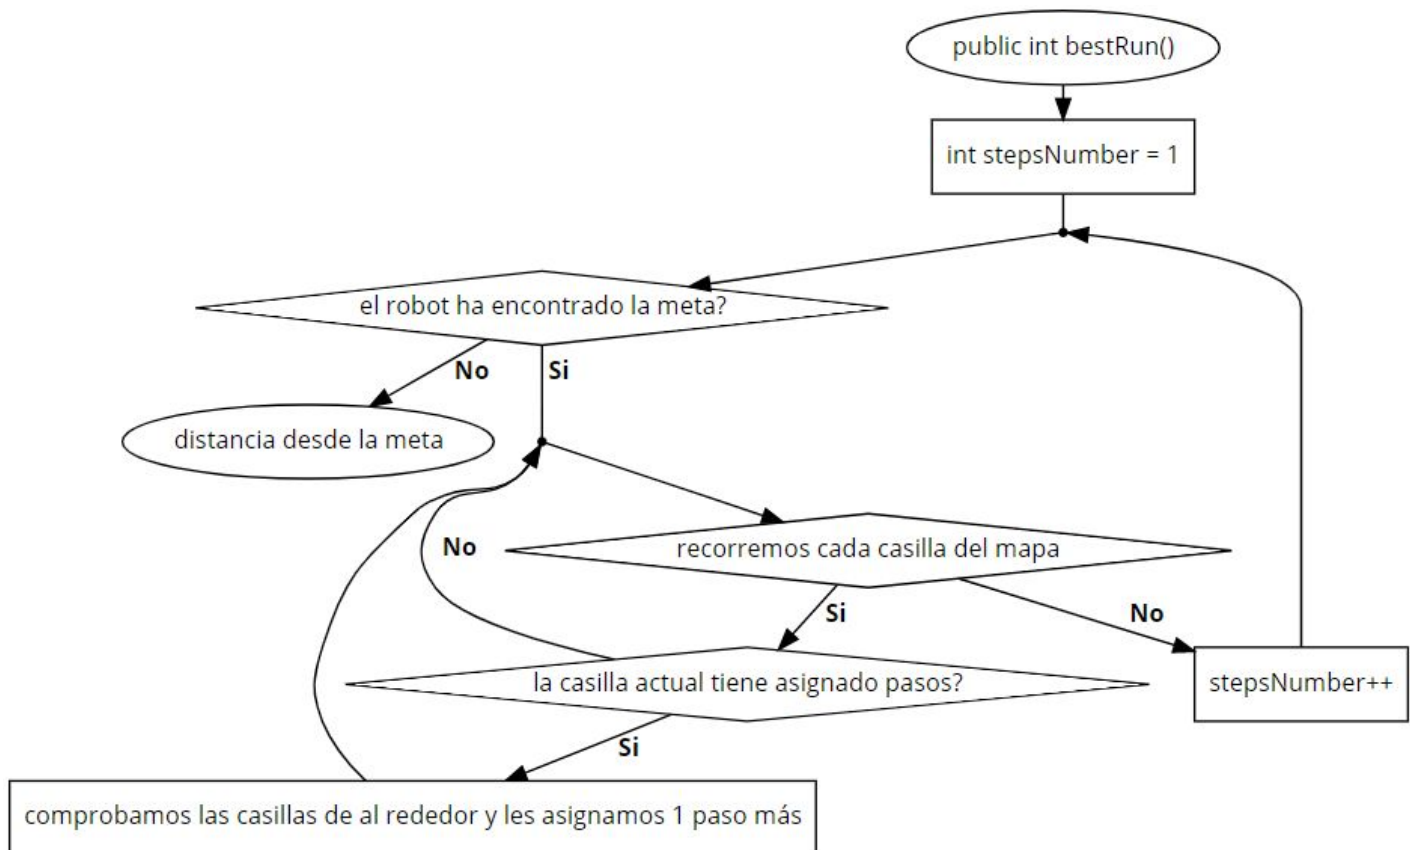 public int bestRun()
int stepsNumber = 1
el robot ha encontrado la meta?
No
Si
distancia desde la meta
No
recorremos cada casilla del mapa
Si
No
la casilla actual tiene asignado pasos?
stepsNumber++
Si
comprobamos las casillas de al rededor y les asignamos 1 paso más